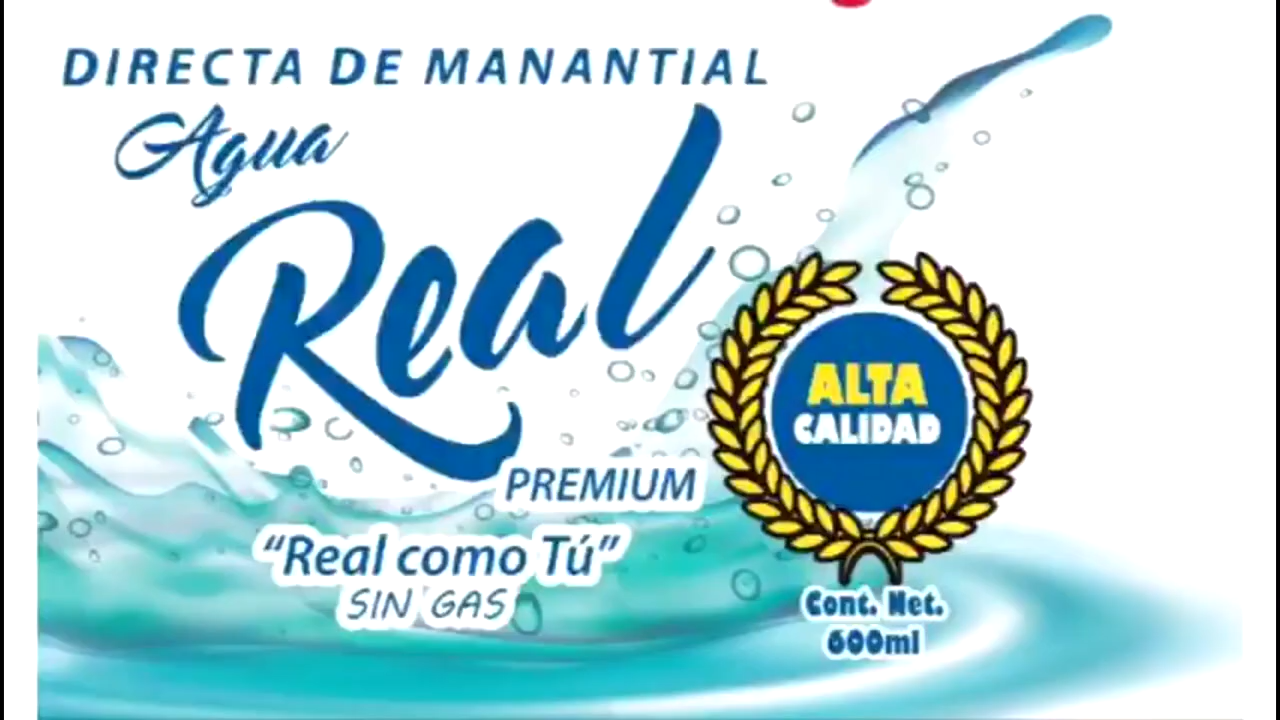 DIRECTA DE MANANTIAL
Agua
Real
PREMIUM
"Real como Tú"
SIN GAS
ALTA
CALIDAD
Cont. Net.
600ml